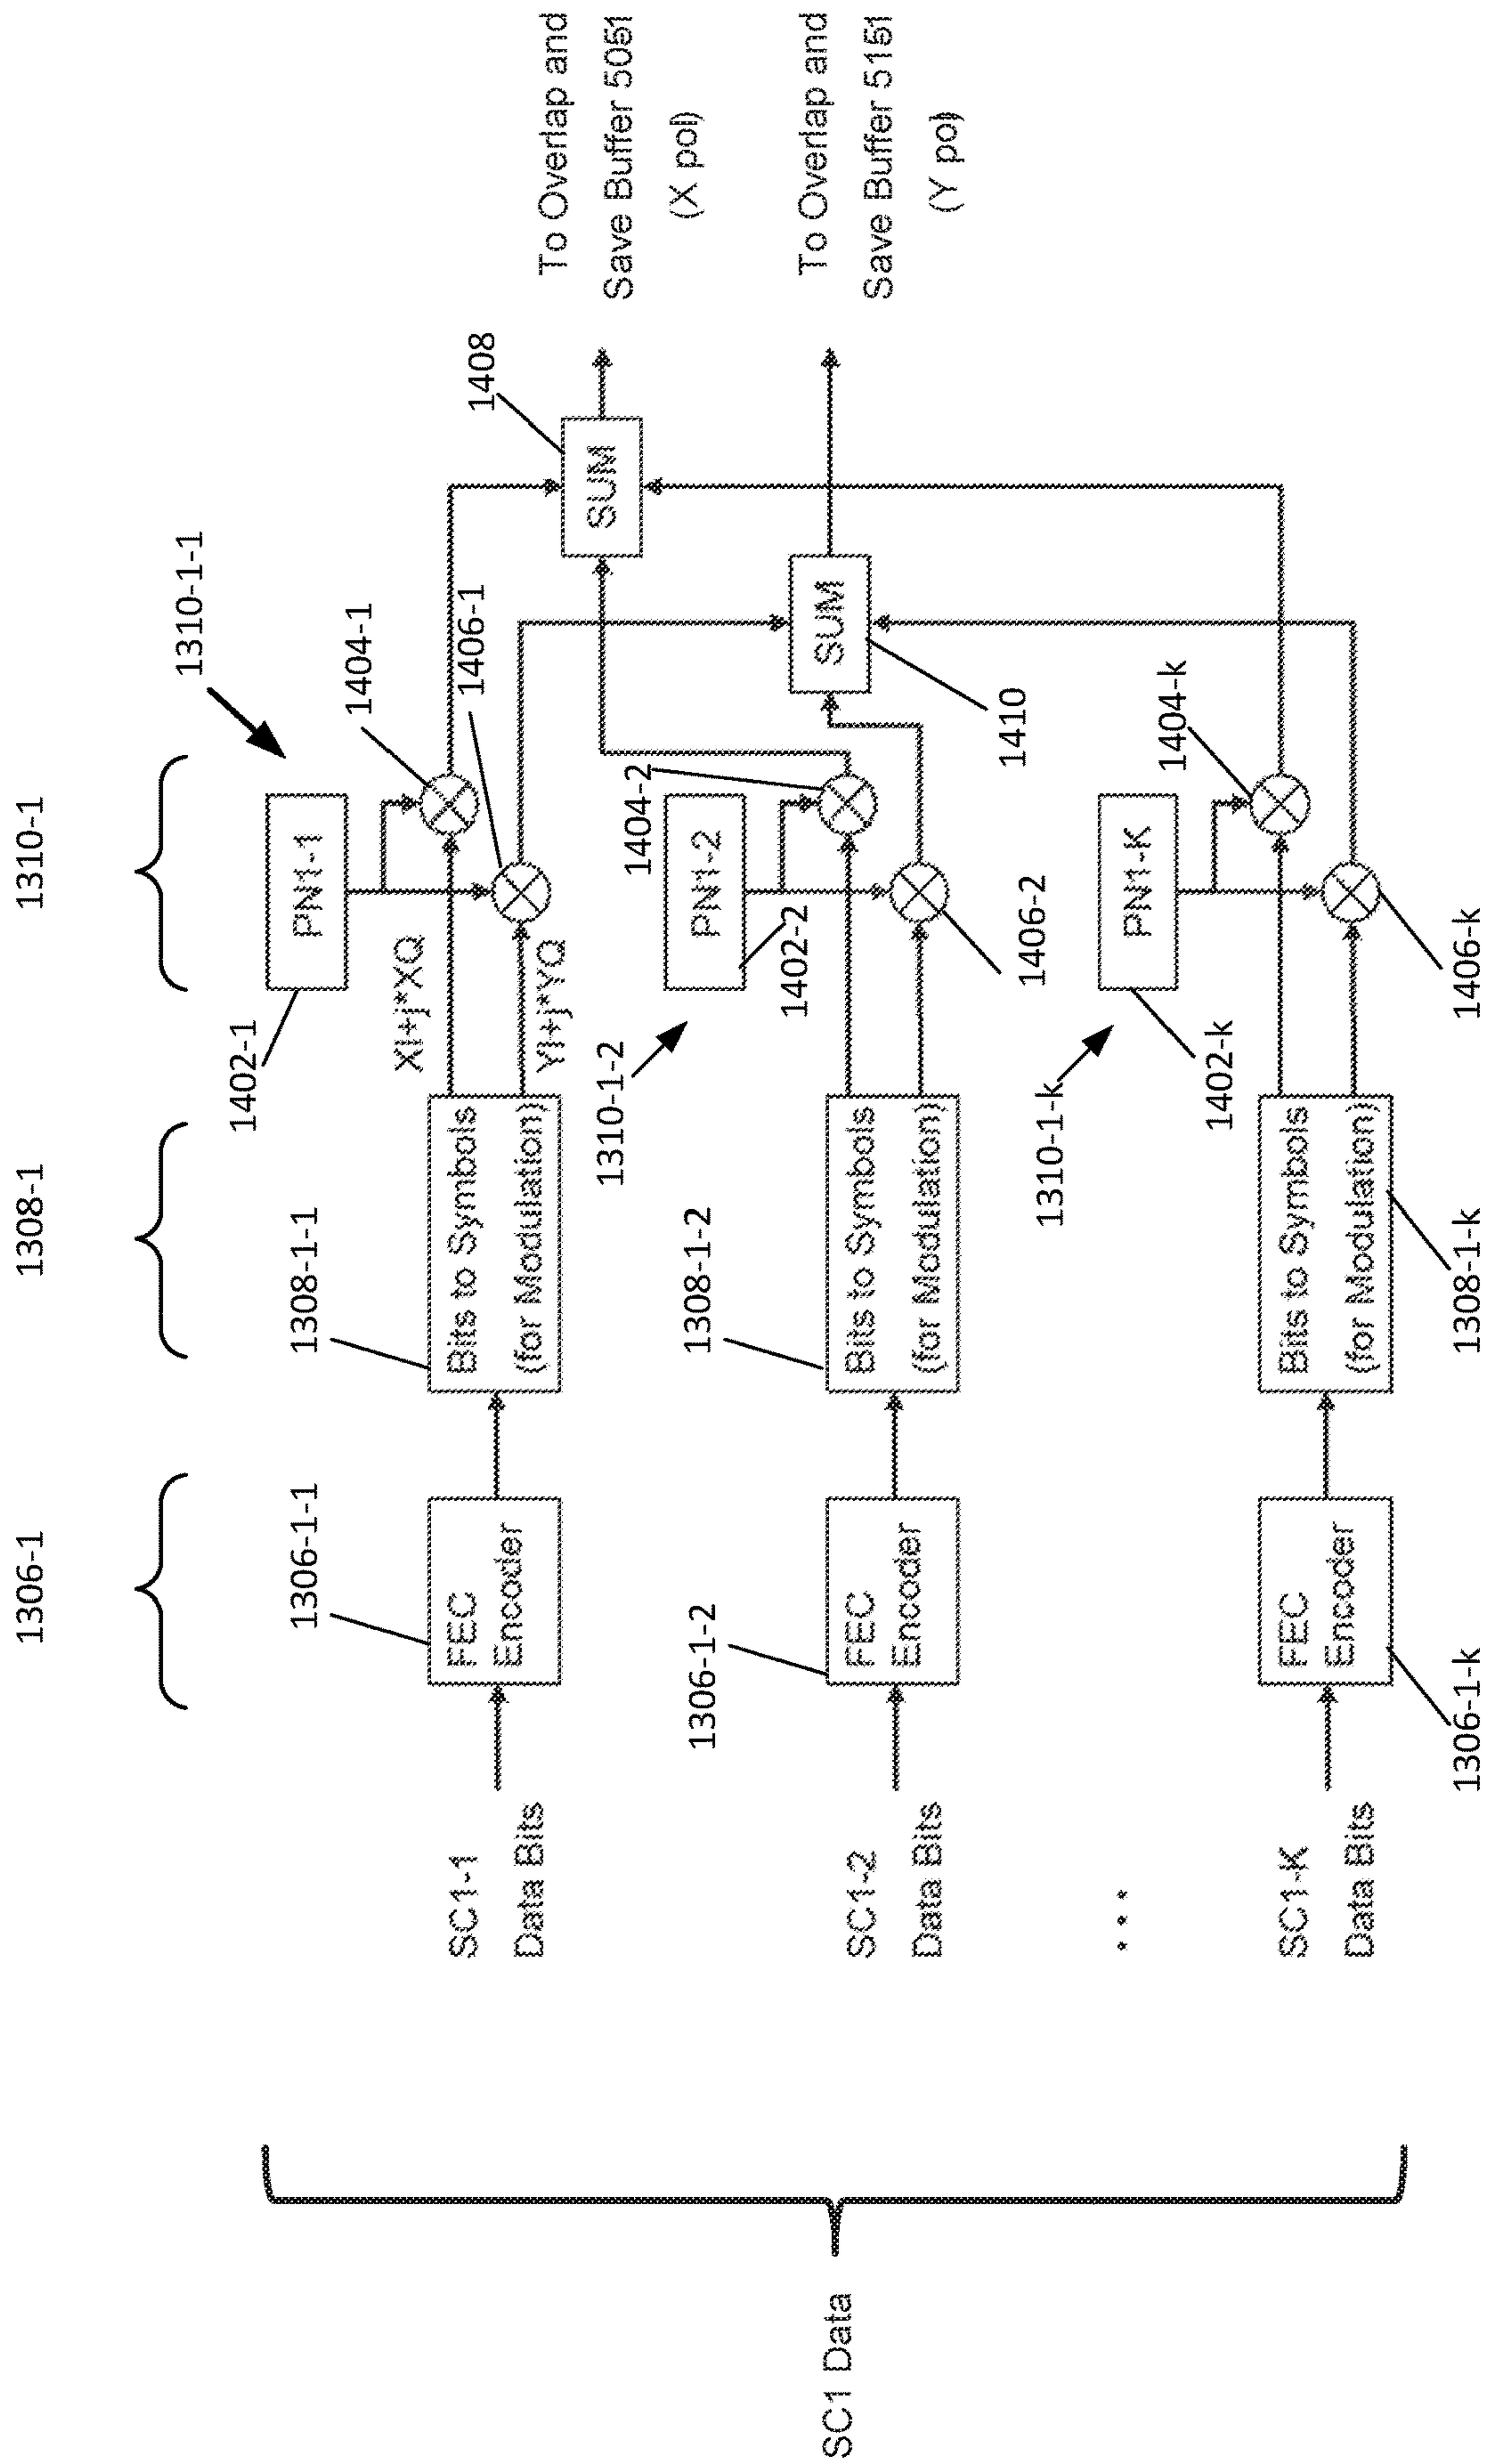 1306-1
1308-1
1310-1
1310-1-1
1306-1-1
1308-1-1
1402-1
PN1-1
1404-1
1406-1
1408
SC1-1
Data Bits
FEC
Encoder
Bits to Symbols
(for Modulation)
XI+j*XQ
YI+j*YQ
SUM
To Overlap and
Save Buffer 5051
(X pol)
1306-1-2
1308-1-2
1310-1-2
PN1-2
1402-2
1404-2
1406-2
SC1-2
Data Bits
FEC
Encoder
Bits to Symbols
(for Modulation)
SUM
1410
To Overlap and
Save Buffer 5151
(Y pol)
SC1 Data
...
1310-1-k
PN1-K
1402-k
1404-k
1406-k
SC1-K
Data Bits
FEC
Encoder
Bits to Symbols
(for Modulation)
1306-1-k
1308-1-k